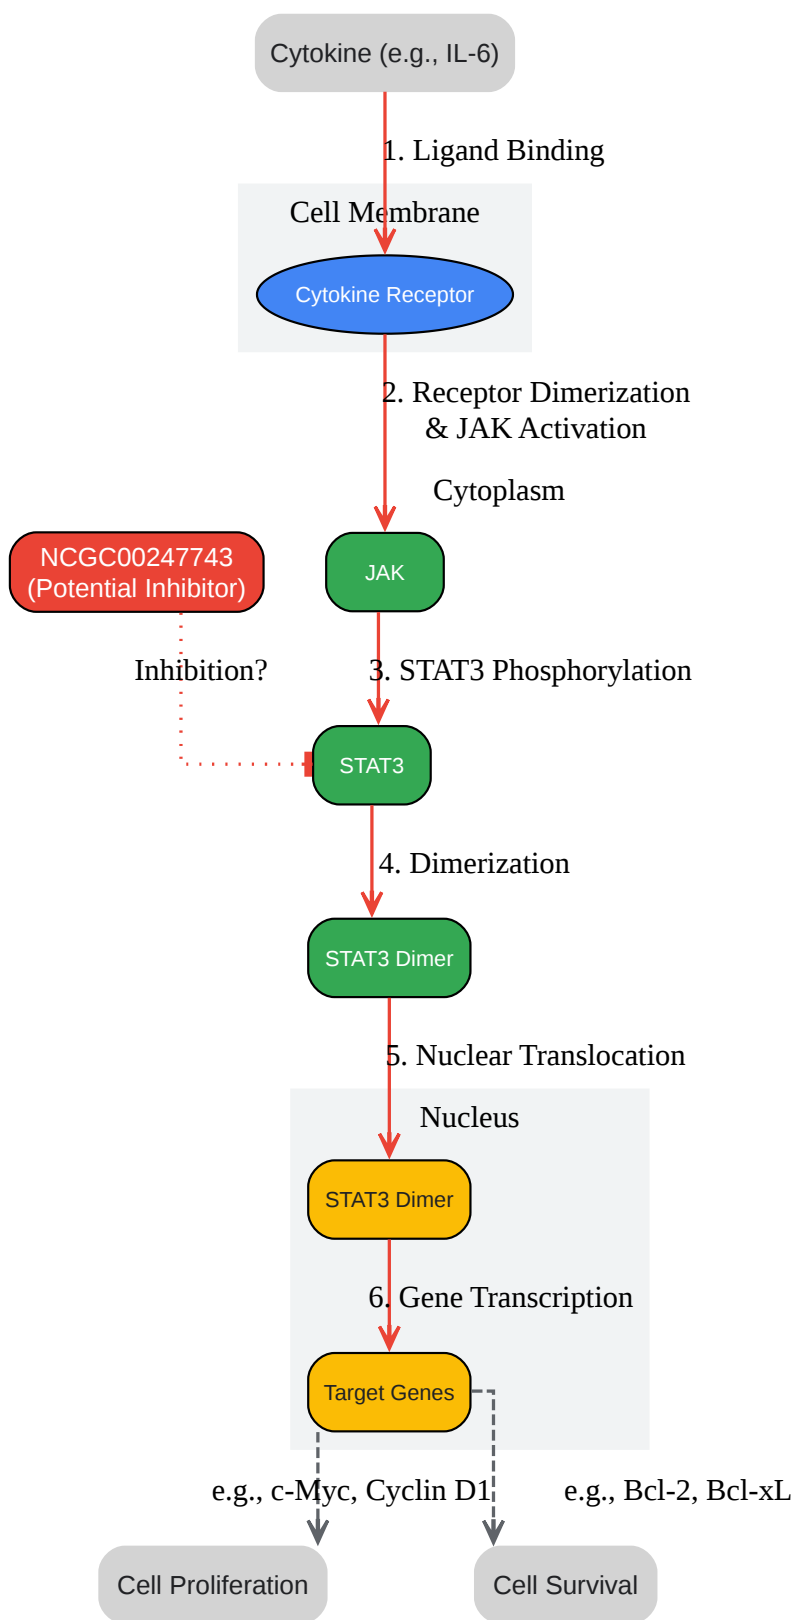 Cytokine (e.g., IL-6)
1. Ligand Binding
Cell Membrane
Cytokine Receptor
2. Receptor Dimerization
& JAK Activation
Cytoplasm
NCGC00247743
(Potential Inhibitor)
JAK
Inhibition?
3. STAT3 Phosphorylation
STAT3
4. Dimerization
STAT3 Dimer
5. Nuclear Translocation
Nucleus
STAT3 Dimer
6. Gene Transcription
Target Genes
e.g., c-Myc, Cyclin D1
e.g., Bcl-2, Bcl-xL
Cell Proliferation
Cell Survival